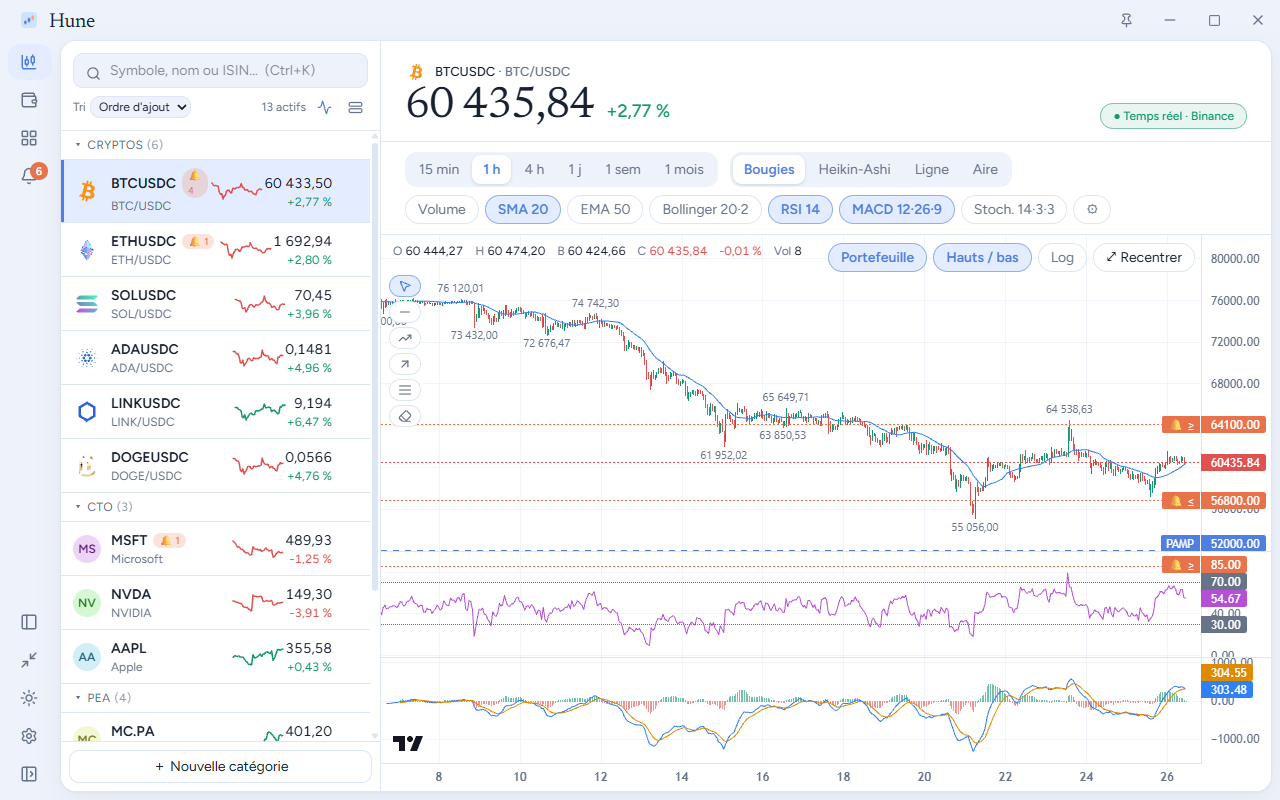 Hune
Symbole, nom ou ISIN... (Ctrl+K)
Tri Ordre d'ajout 13 actifs
6
CRYPTOS (6)
BTCUSDC 4 60 433,50
BTC/USDC +2,77 %
ETHUSDC 1 1 692,94
ETH/USDC +2,80 %
SOLUSDC 70,45
SOL/USDC +3,96 %
ADAUSDC 0,1481
ADA/USDC +4,96 %
LINKUSDC 9,194
LINK/USDC +6,47 %
DOGEUSDC 0,0566
DOGE/USDC +4,76 %
CTO (3)
MS MSFT 1 489,93
Microsoft -1,25 %
NV NVDA 149,30
NVIDIA -3,91 %
AA AAPL 355,58
Apple +0,43 %
PEA (4)
MC MC.PA 401,20
+ Nouvelle catégorie
BTCUSDC · BTC/USDC
60 435,84 +2,77 %
● Temps réel · Binance
15 min 1 h 4 h 1 j 1 sem 1 mois Bougies Heikin-Ashi Ligne Aire
Volume SMA 20 EMA 50 Bollinger 20·2 RSI 14 MACD 12·26·9 Stoch. 14·3·3
O 60 444,27 H 60 474,20 B 60 424,66 C 60 435,84 -0,01 % Vol 8
Portefeuille Hauts / bas Log Recentrer
80000.00
76 120,01
74 742,30
76000.00
73 432,00
72 676,47
72000.00
68000.00
65 649,71
64 538,63
63 850,53
≥ 64100.00
61 952,02
60435.84
≤ 56800.00
55 056,00
PAMP 52000.00
≥ 85.00
70.00
54.67
40.00
30.00
0.00
1000.00
304.55
303.48
0.00
−1000.00
8 10 12 14 16 18 20 22 24 26